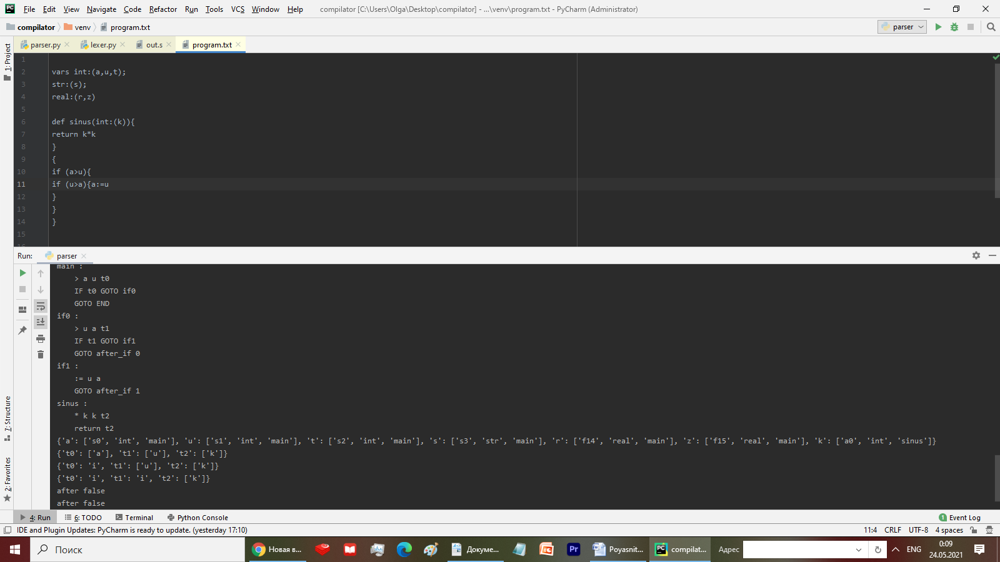 File Edit View Navigate Code Refactor Run Tools VCS Window Help compilator [C:\Users\Olga\Desktop\compilator] - ...\venv\program.txt - PyCharm (Administrator)
compilator venv program.txt parser
parser.py lexer.py out.s program.txt
1: Project
1
2 vars int:(a,u,t);
3 str:(s);
4 real:(r,z)
5
6 def sinus(int:(k)){
7 return k*k
8 }
9 {
10 if (a>u){
11 if (u>a){a:=u
12 }
13 }
14 }
15
16
Run: parser
main :
> a u t0
IF t0 GOTO if0
GOTO END
if0 :
> u a t1
IF t1 GOTO if1
GOTO after_if 0
if1 :
:= u a
GOTO after_if 1
sinus :
* k k t2
return t2
{'a': ['s0', 'int', 'main'], 'u': ['s1', 'int', 'main'], 't': ['s2', 'int', 'main'], 's': ['s3', 'str', 'main'], 'r': ['f14', 'real', 'main'], 'z': ['f15', 'real', 'main'], 'k': ['a0', 'int', 'sinus']}
{'t0': ['a'], 't1': ['u'], 't2': ['k']}
{'t0': 'i', 't1': ['u'], 't2': ['k']}
{'t0': 'i', 't1': 'i', 't2': ['k']}
after false
after false
7: Structure
2: Favorites
4: Run 6: TODO Terminal Python Console 1 Event Log
IDE and Plugin Updates: PyCharm is ready to update. (yesterday 17:10) 11:4 CRLF UTF-8 4 spaces
Поиск Новая в... Докуме... Pr Poyasnit... PC compilat... Адрес ENG 0:09
24.05.2021